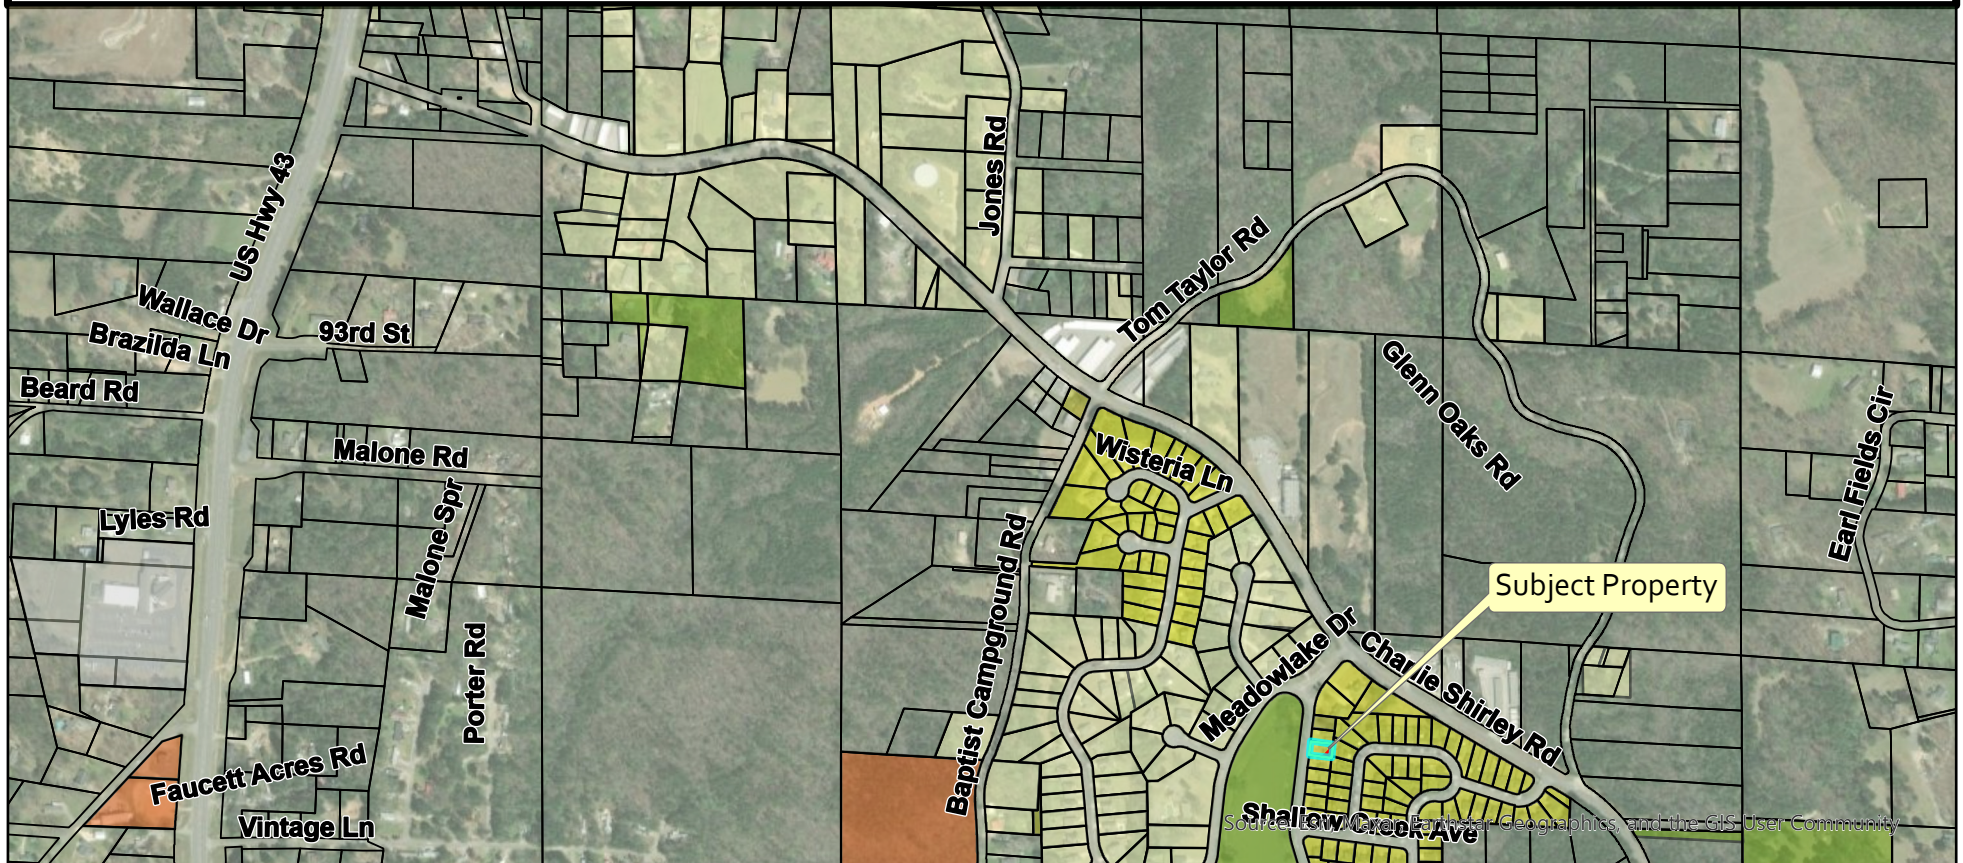 Jones Rd
US Hwy 43
Tom Taylor Rd
Wallace Dr
93rd St
Brazilda Ln
Beard Rd
Glenn Oaks Rd
Earl Fields Cir
Malone Rd
Wisteria Ln
Malone Spr
Lyles Rd
Baptist Campground Rd
Subject Property
Porter Rd
Meadowlake Dr
Charlie Shirley Rd
Faucett Acres Rd
Vintage Ln
Shallow Creek Ave
Source: Esri, Maxar, Earthstar Geographics, and the GIS User Community